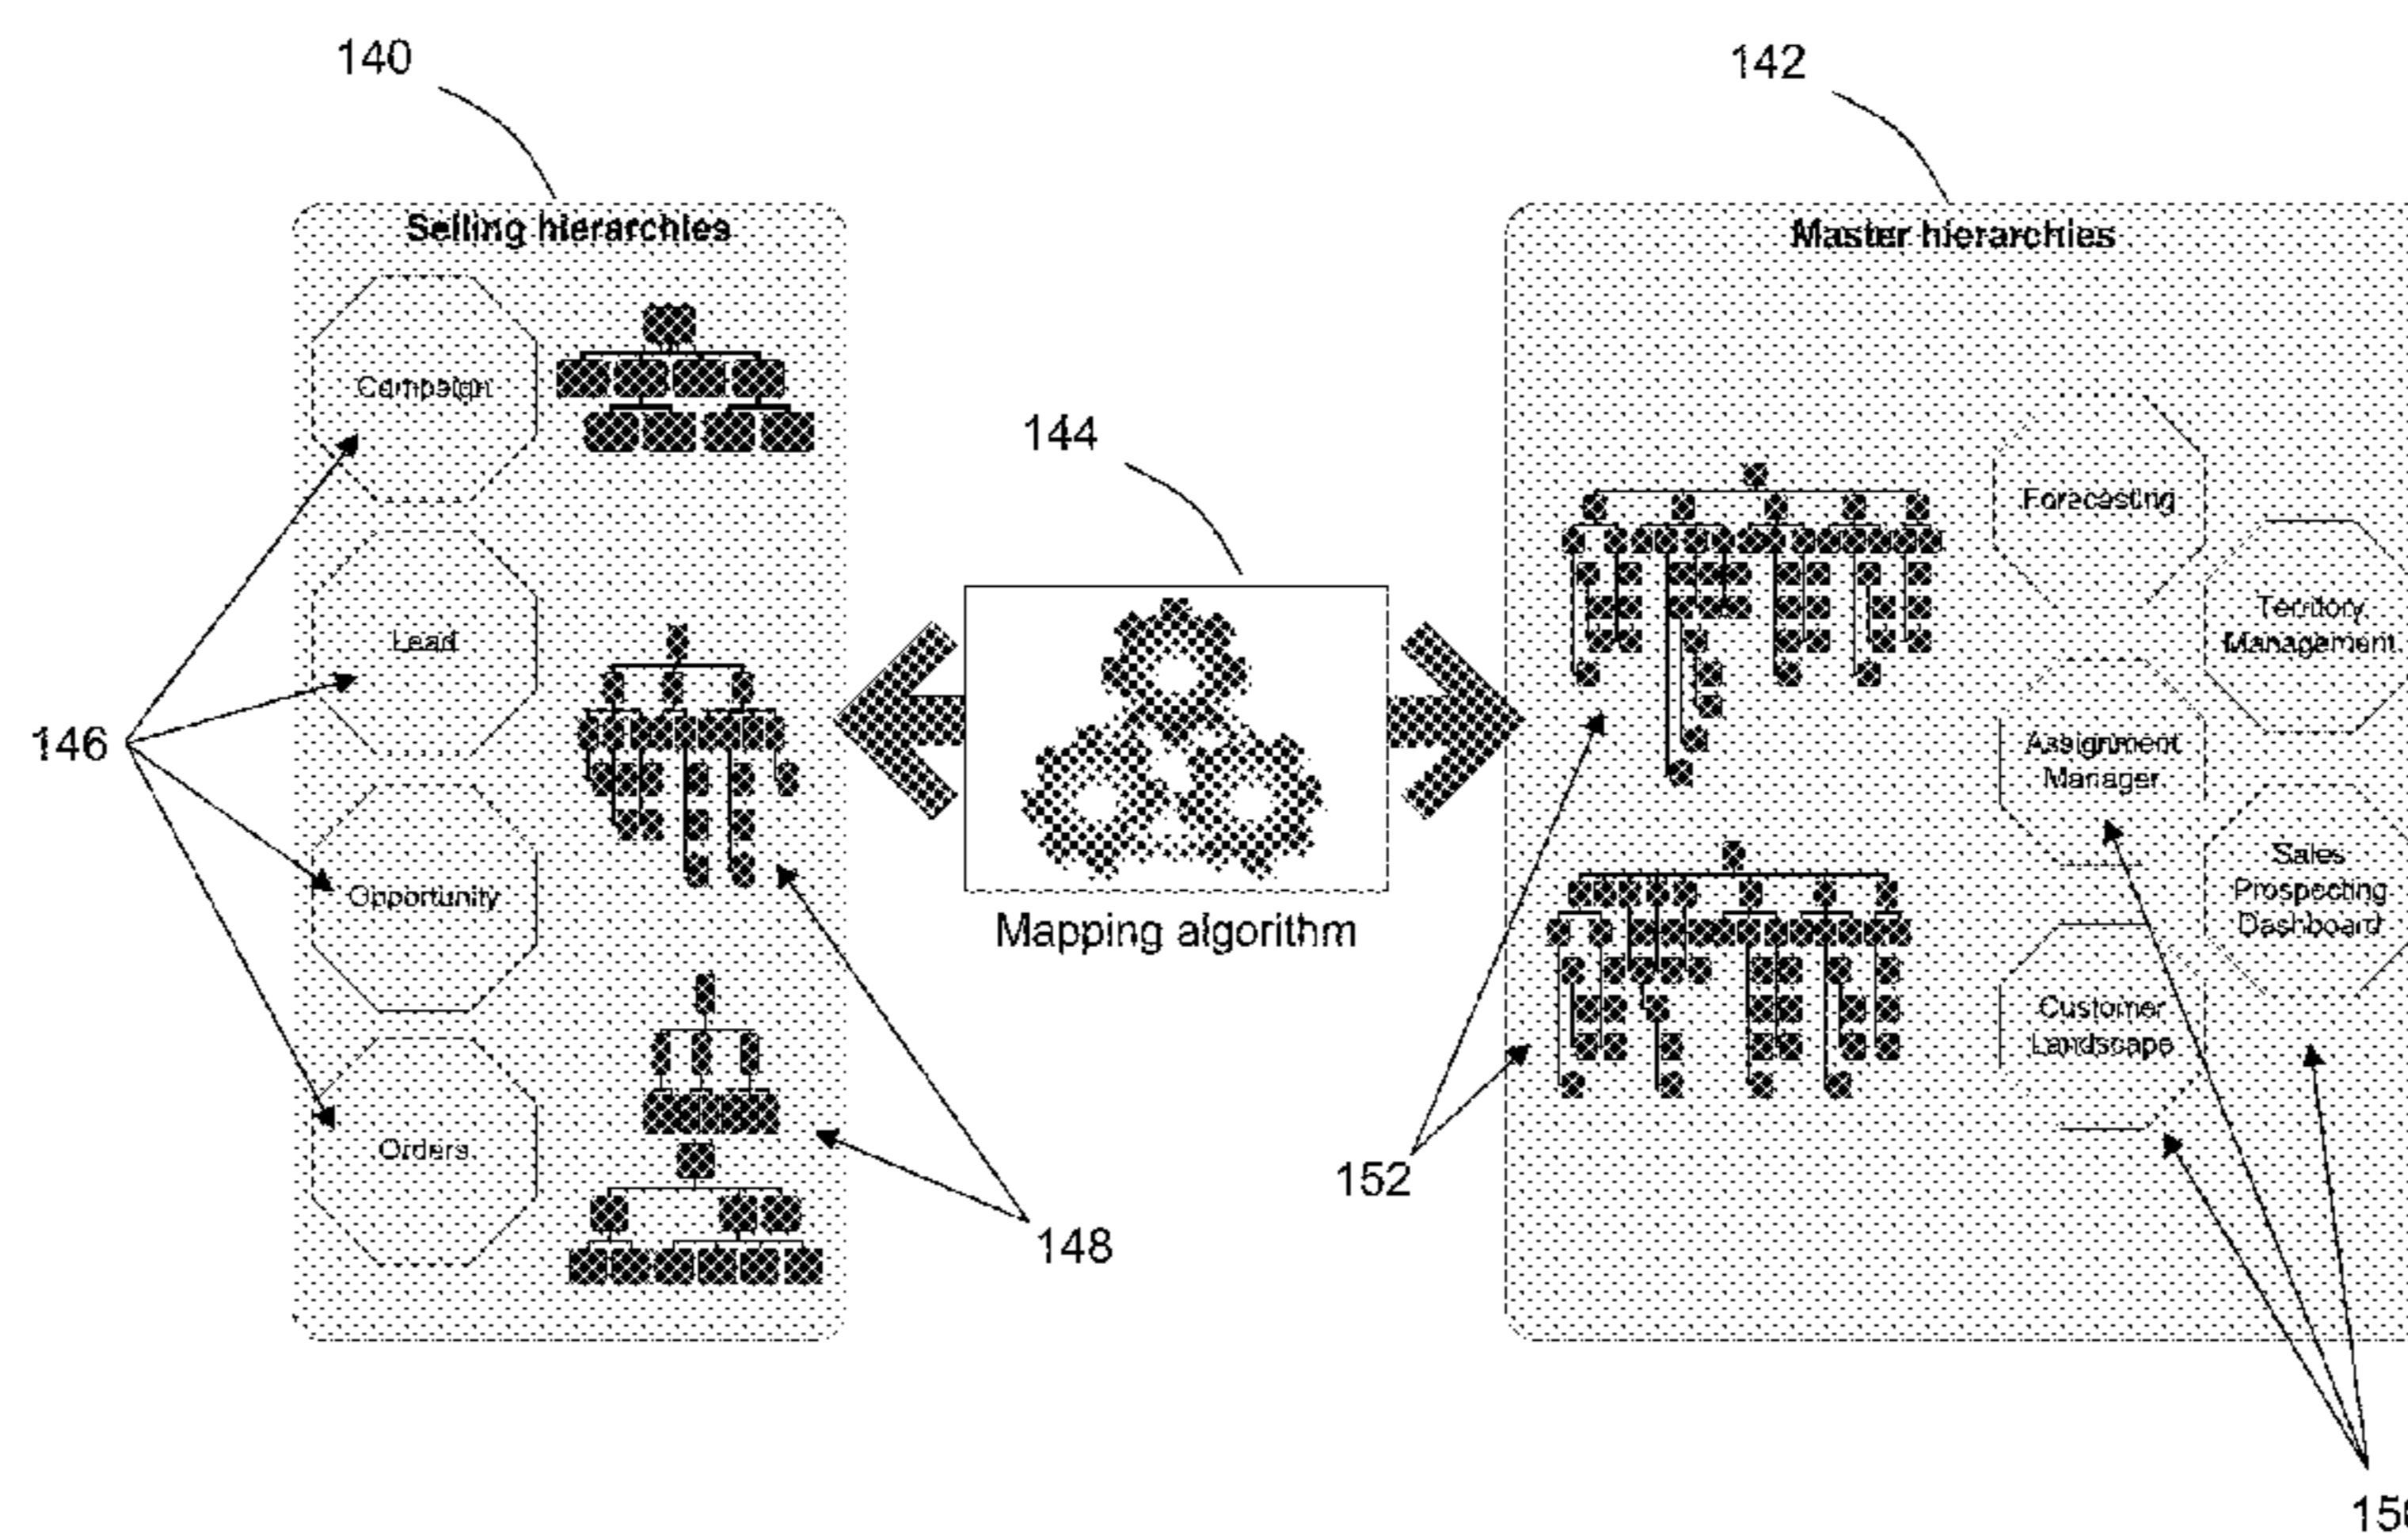 140
142
Selling hierarchies
Master hierarchies
Campaign
144
Forecasting
Lead
Territory
Management
146
Assignment
Manager
Opportunity
Mapping algorithm
Sales
Prospecting
Dashboard
Customer
Landscape
Orders
152
148